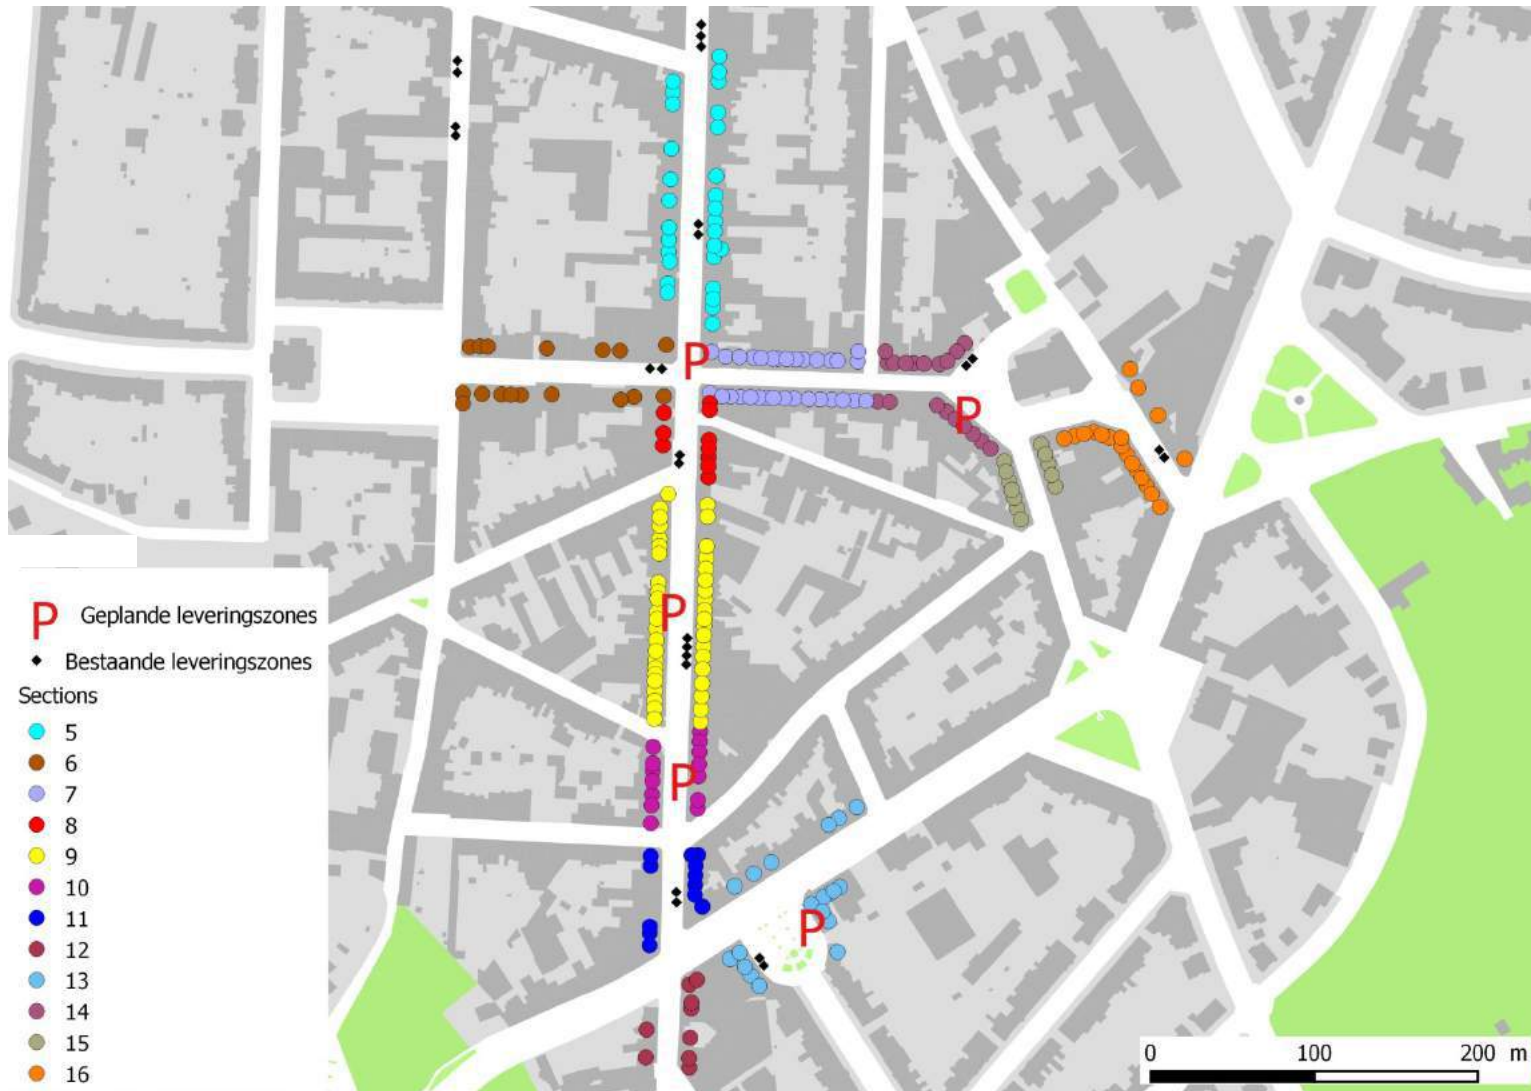 P
P
P
P
P
P Geplande leveringszones
Bestaande leveringszones
Sections
5
6
7
8
9
10
11
12
13
14
15
16
0 100 200 m